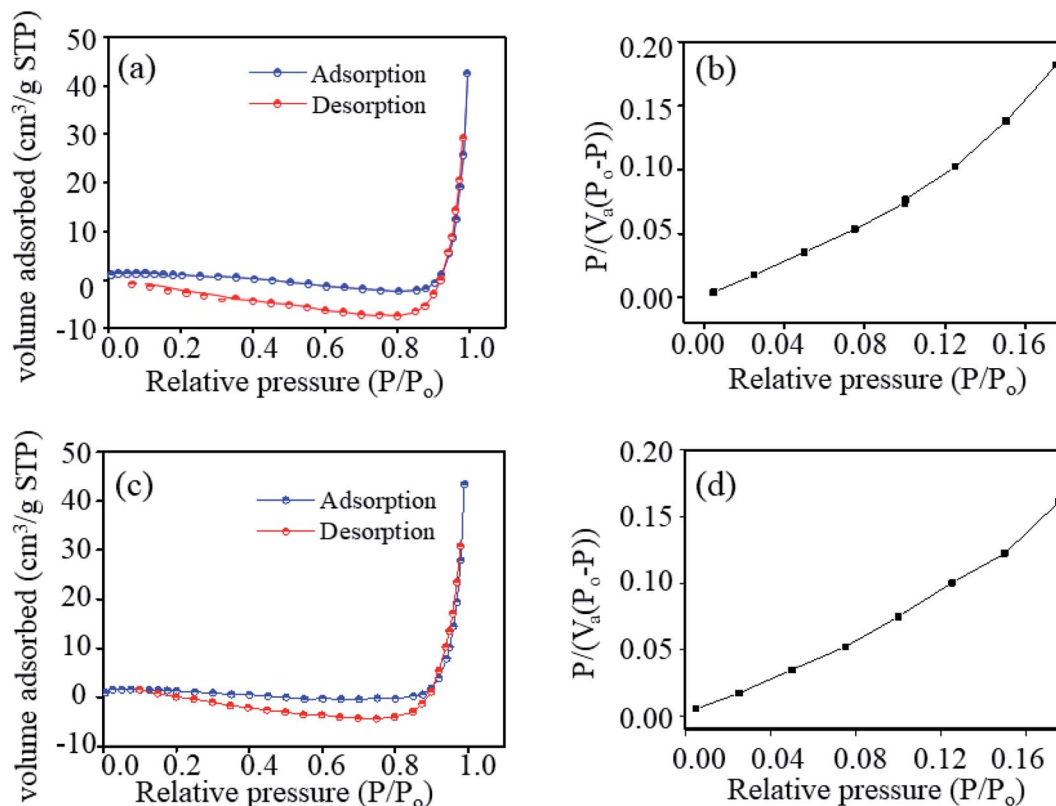 (a)
Adsorption
Desorption
volume adsorbed (cm³/g STP)
50
40
30
20
10
0
-10
0.0 0.2 0.4 0.6 0.8 1.0
Relative pressure (P/Pₒ)
(b)
P/(Vₐ(Pₒ-P))
0.20
0.15
0.10
0.05
0.00
0.00 0.04 0.08 0.12 0.16
Relative pressure (P/Pₒ)
(c)
Adsorption
Desorption
volume adsorbed (cm³/g STP)
50
40
30
20
10
0
-10
0.0 0.2 0.4 0.6 0.8 1.0
Relative pressure (P/Pₒ)
(d)
P/(Vₐ(Pₒ-P))
0.20
0.15
0.10
0.05
0.00
0.00 0.04 0.08 0.12 0.16
Relative pressure (P/Pₒ)